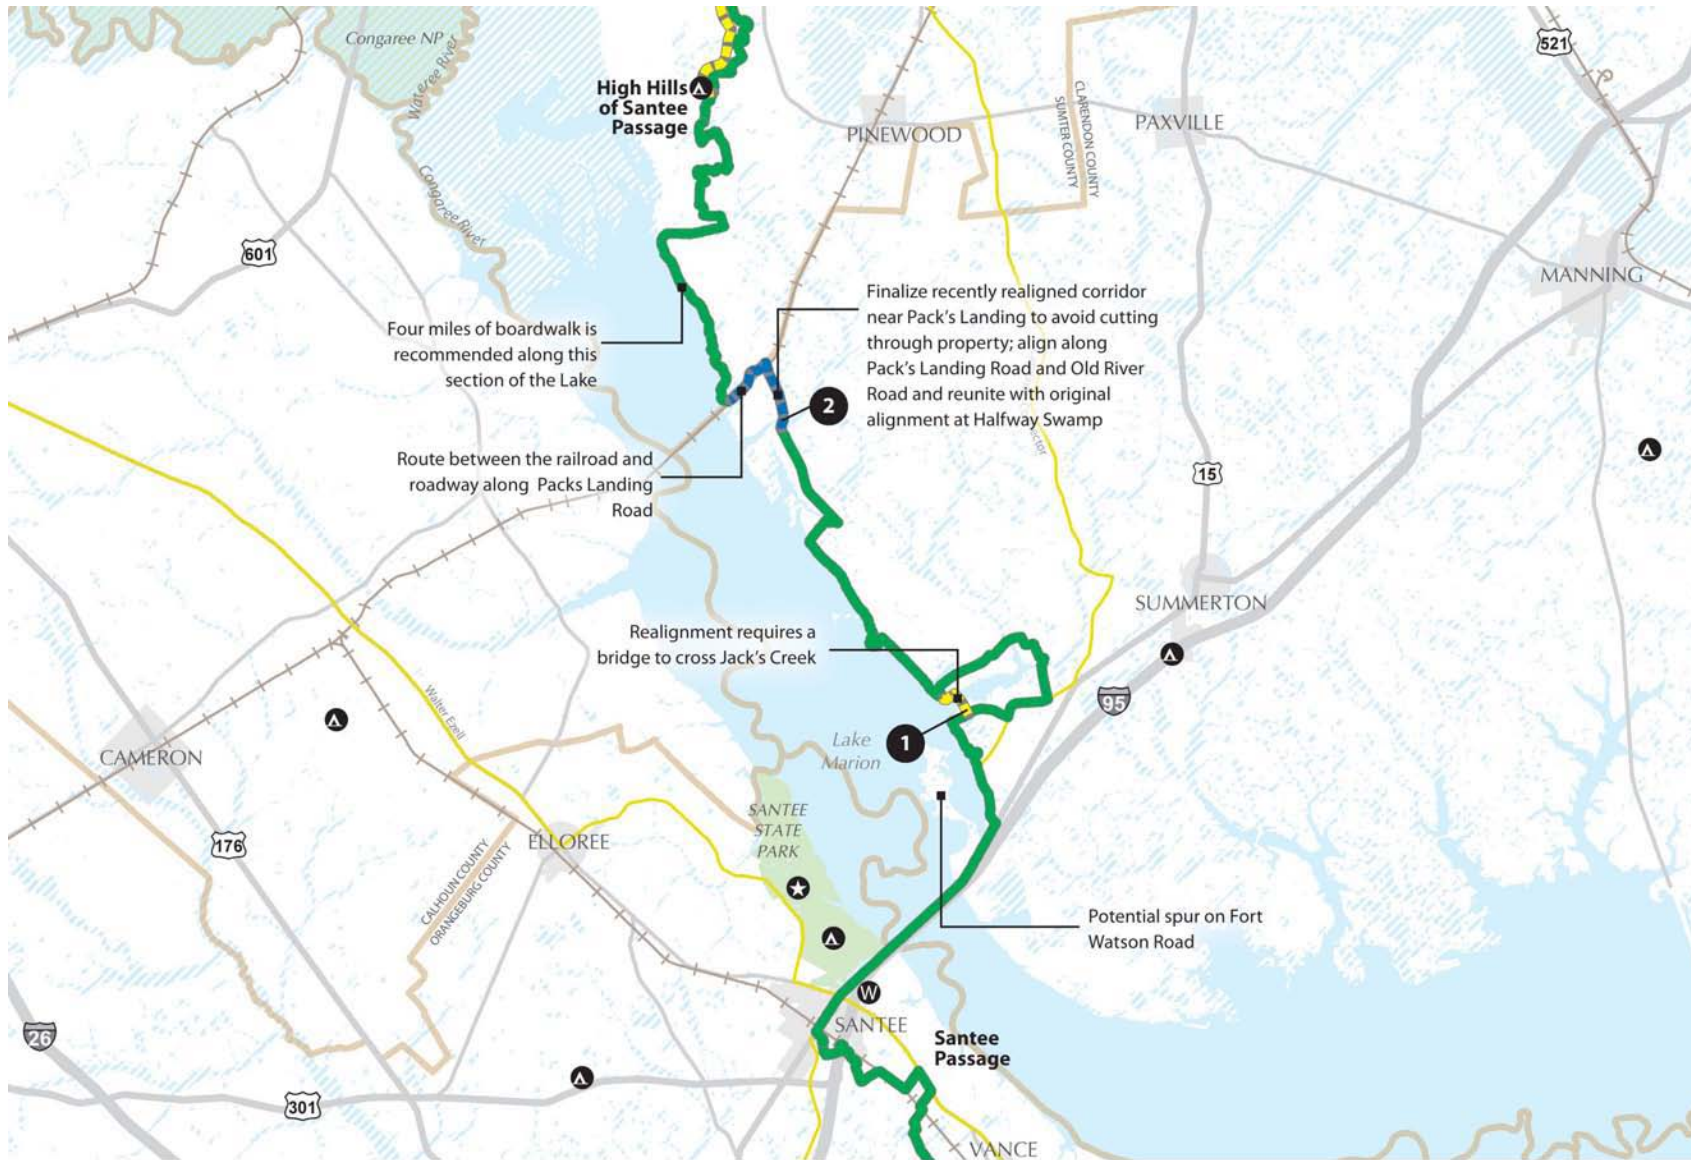 Congaree NP
Wateree River
521
High Hills
of Santee
Passage
PINEWOOD
CLARENDON COUNTY
SUMTER COUNTY
PAXVILLE
Congaree River
601
MANNING
Four miles of boardwalk is
recommended along this
section of the Lake
Finalize recently realigned corridor
near Pack's Landing to avoid cutting
through property; align along
Pack's Landing Road and Old River
Road and reunite with original
alignment at Halfway Swamp
2
Route between the railroad and
roadway along Packs Landing
Road
15
SUMMERTON
Realignment requires a
bridge to cross Jack's Creek
95
Walter Ezell
1
Lake
Marion
CAMERON
SANTEE
STATE
PARK
176
ELLOREE
CALHOUN COUNTY
ORANGEBURG COUNTY
Potential spur on Fort
Watson Road
W
SANTEE
26
Santee
Passage
301
VANCE